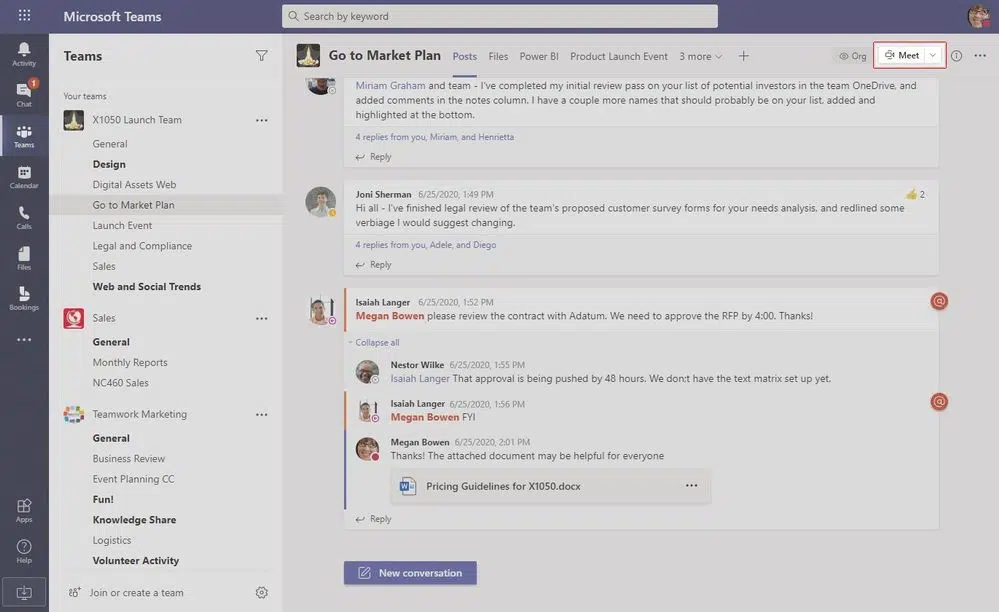 Microsoft Teams
Search by keyword
Activity
Chat
1
Teams
Calendar
Calls
Files
Bookings
Apps
Help
Teams
Your teams
X1050 Launch Team
General
Design
Digital Assets Web
Go to Market Plan
Launch Event
Legal and Compliance
Sales
Web and Social Trends
Sales
General
Monthly Reports
NC460 Sales
Teamwork Marketing
General
Business Review
Event Planning CC
Fun!
Knowledge Share
Logistics
Volunteer Activity
Join or create a team
Go to Market Plan Posts Files Power BI Product Launch Event 3 more Org Meet
Miriam Graham and team - I've completed my initial review pass on your list of potential investors in the team OneDrive, and
added comments in the notes column. I have a couple more names that should probably be on your list. added and
highlighted at the bottom.
4 replies from you, Miriam, and Henrietta
Reply
Joni Sherman 6/25/2020, 1:49 PM 2
Hi all - I've finished legal review of the team's proposed customer survey forms for your needs analysis, and redlined some
verbiage I would suggest changing.
4 replies from you, Adele, and Diego
Reply
Isaiah Langer 6/25/2020, 1:52 PM
Megan Bowen please review the contract with Adatum. We need to approve the RFP by 4:00. Thanks!
Collapse all
Nestor Wilke 6/25/2020, 1:55 PM
Isaiah Langer That approval is being pushed by 48 hours. We don;t have the text matrix set up yet.
Isaiah Langer 6/25/2020, 1:56 PM
Megan Bowen FYI
Megan Bowen 6/25/2020, 2:01 PM
Thanks! The attached document may be helpful for everyone
Pricing Guidelines for X1050.docx
Reply
New conversation